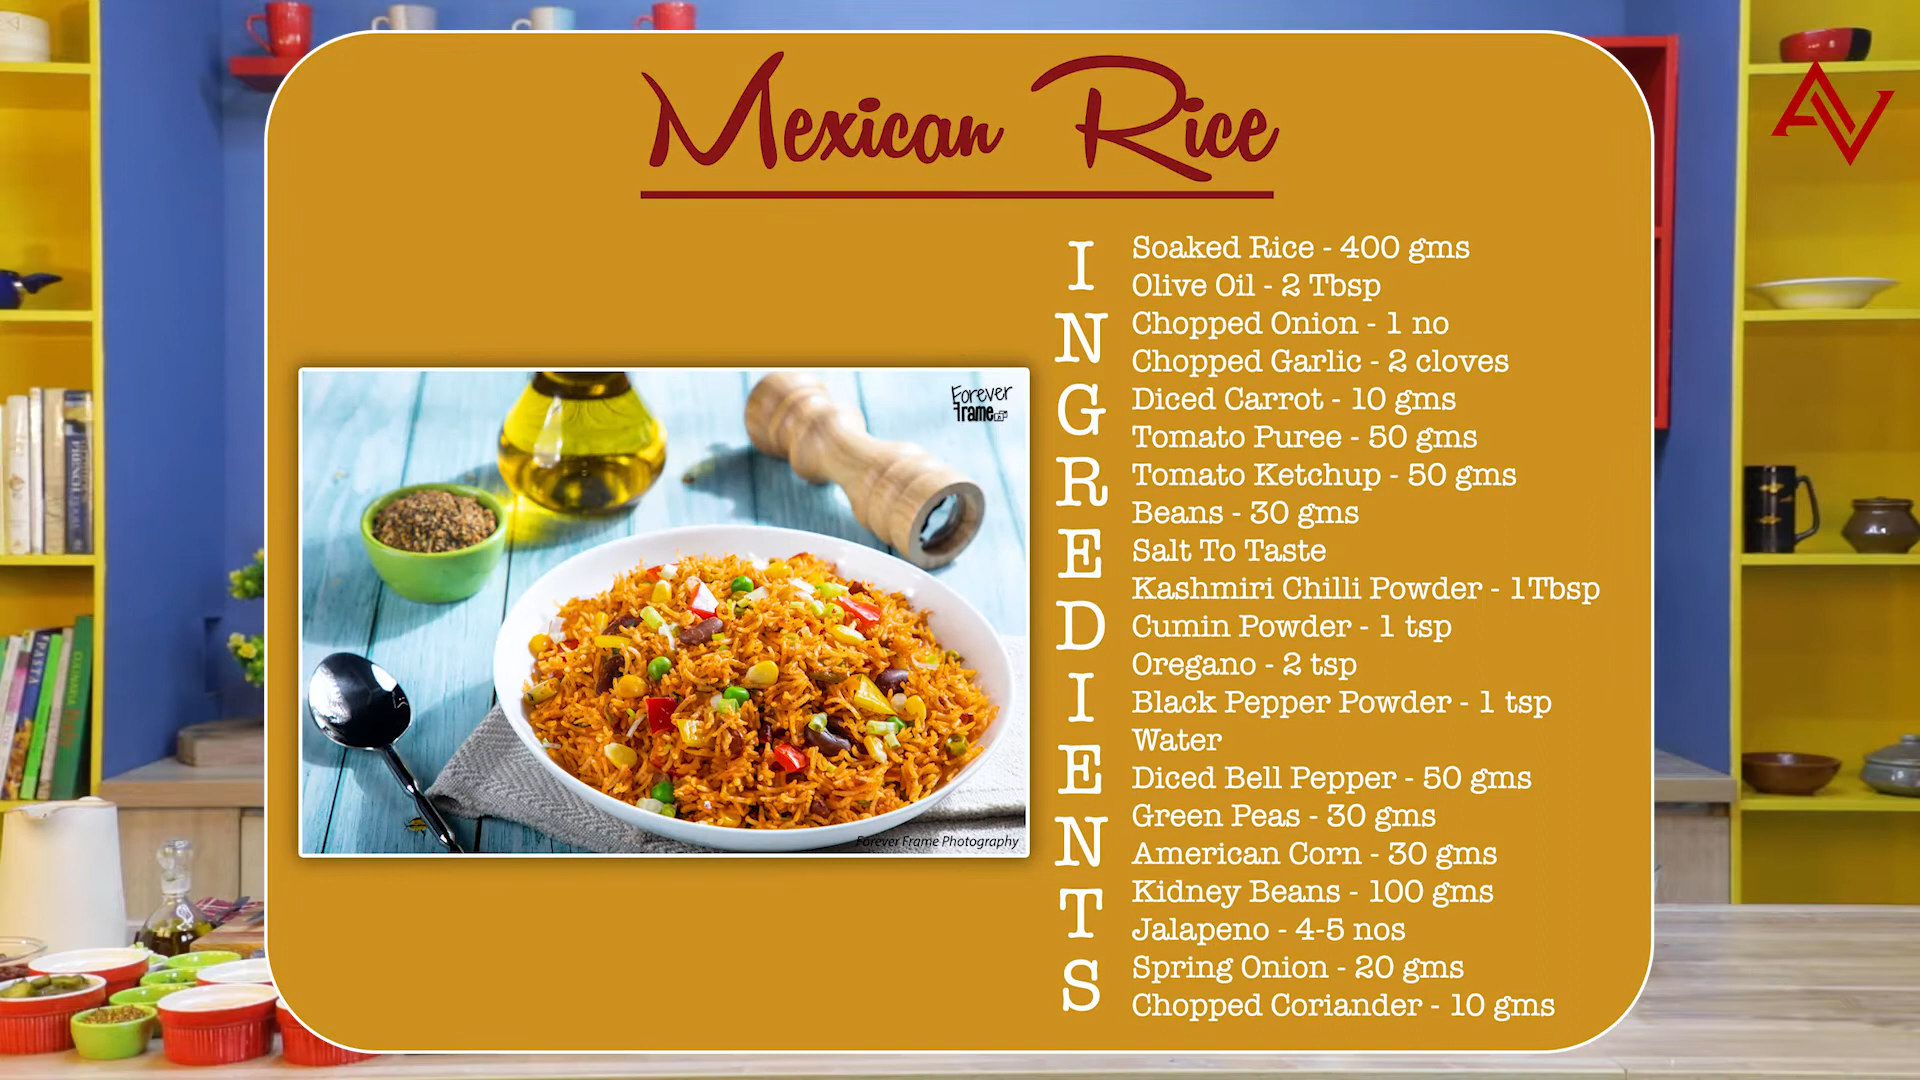 Mexican Rice
INGREDIENTS
Soaked Rice - 400 gms
Olive Oil - 2 Tbsp
Chopped Onion - 1 no
Chopped Garlic - 2 cloves
Diced Carrot - 10 gms
Tomato Puree - 50 gms
Tomato Ketchup - 50 gms
Beans - 30 gms
Salt To Taste
Kashmiri Chilli Powder - 1Tbsp
Cumin Powder - 1 tsp
Oregano - 2 tsp
Black Pepper Powder - 1 tsp
Water
Diced Bell Pepper - 50 gms
Green Peas - 30 gms
American Corn - 30 gms
Kidney Beans - 100 gms
Jalapeno - 4-5 nos
Spring Onion - 20 gms
Chopped Coriander - 10 gms
Forever
Frame
Forever Frame Photography
AV
PASTA